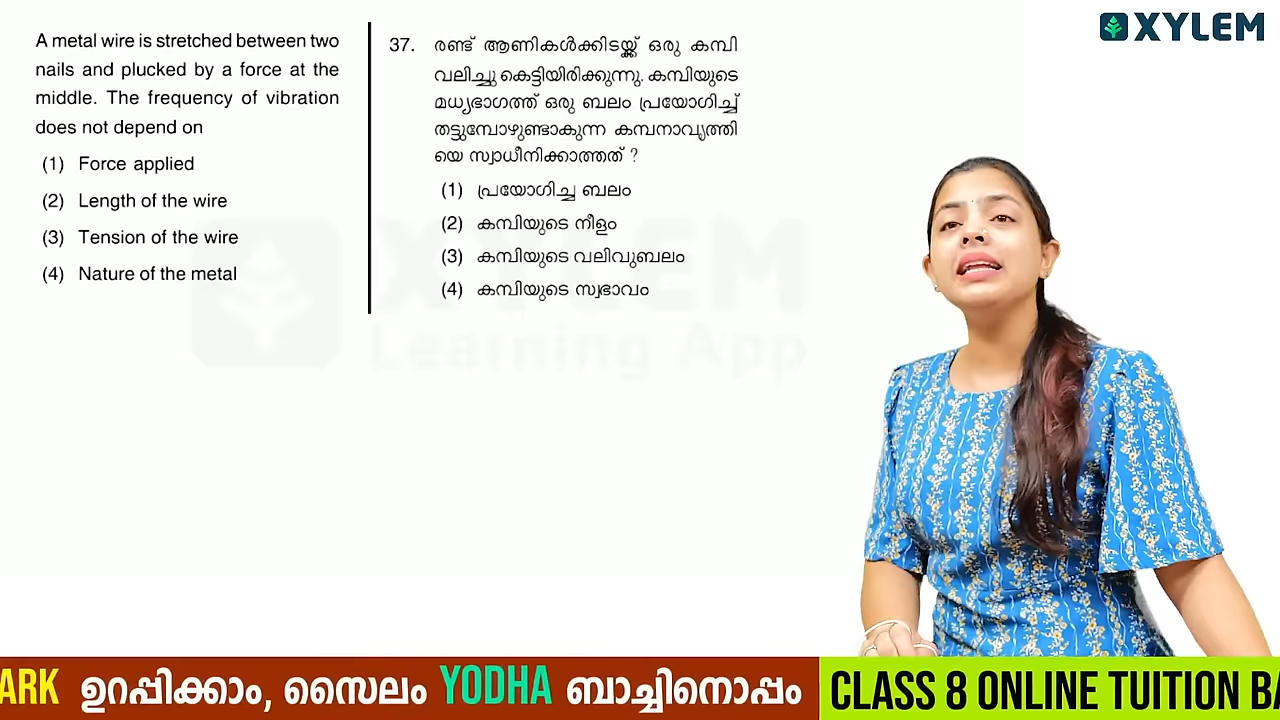 A metal wire is stretched between two
nails and plucked by a force at the
middle. The frequency of vibration
does not depend on
(1) Force applied
(2) Length of the wire
(3) Tension of the wire
(4) Nature of the metal
37. രണ്ട് ആണികൾക്കിടയ്ക്ക് ഒരു കമ്പി
വലിച്ചു കെട്ടിയിരിക്കുന്നു. കമ്പിയുടെ
മധ്യഭാഗത്ത് ഒരു ബലം പ്രയോഗിച്ച്
തട്ടുമ്പോഴുണ്ടാകുന്ന കമ്പനാവൃത്തി
യെ സ്വാധീനിക്കാത്തത് ?
(1) പ്രയോഗിച്ച ബലം
(2) കമ്പിയുടെ നീളം
(3) കമ്പിയുടെ വലിവുബലം
(4) കമ്പിയുടെ സ്വഭാവം
XYLEM
XYLEM
Learning App
ARK ഉറപ്പിക്കാം, സൈലം YODHA ബാച്ചിനൊപ്പം
CLASS 8 ONLINE TUITION BA